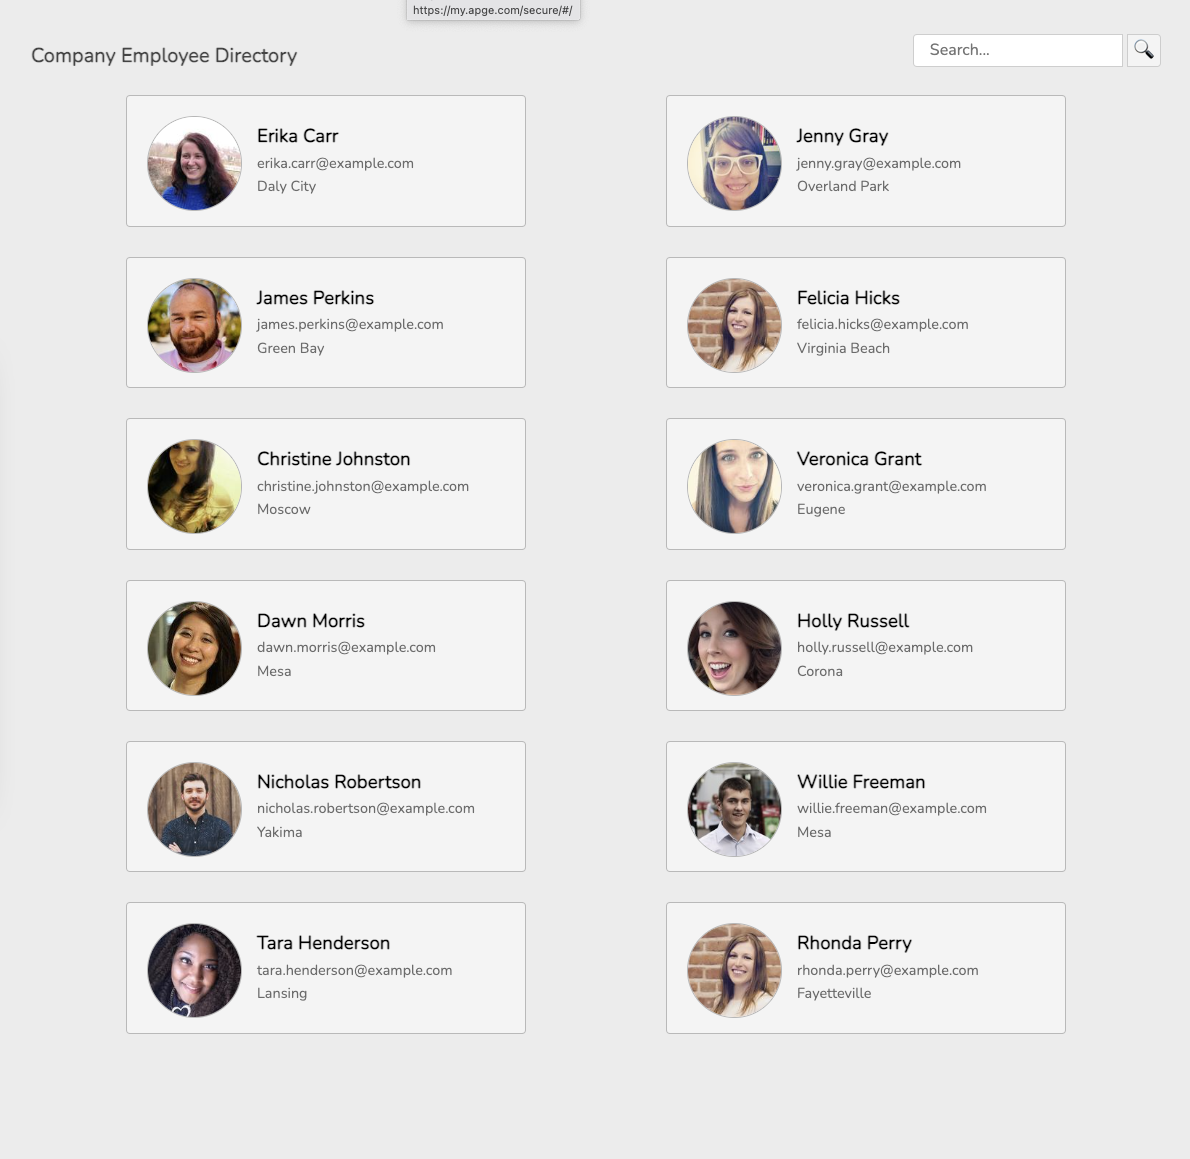 https://my.apge.com/secure/#/
Company Employee Directory
Search...
Erika Carr
erika.carr@example.com
Daly City
Jenny Gray
jenny.gray@example.com
Overland Park
James Perkins
james.perkins@example.com
Green Bay
Felicia Hicks
felicia.hicks@example.com
Virginia Beach
Christine Johnston
christine.johnston@example.com
Moscow
Veronica Grant
veronica.grant@example.com
Eugene
Dawn Morris
dawn.morris@example.com
Mesa
Holly Russell
holly.russell@example.com
Corona
Nicholas Robertson
nicholas.robertson@example.com
Yakima
Willie Freeman
willie.freeman@example.com
Mesa
Tara Henderson
tara.henderson@example.com
Lansing
Rhonda Perry
rhonda.perry@example.com
Fayetteville